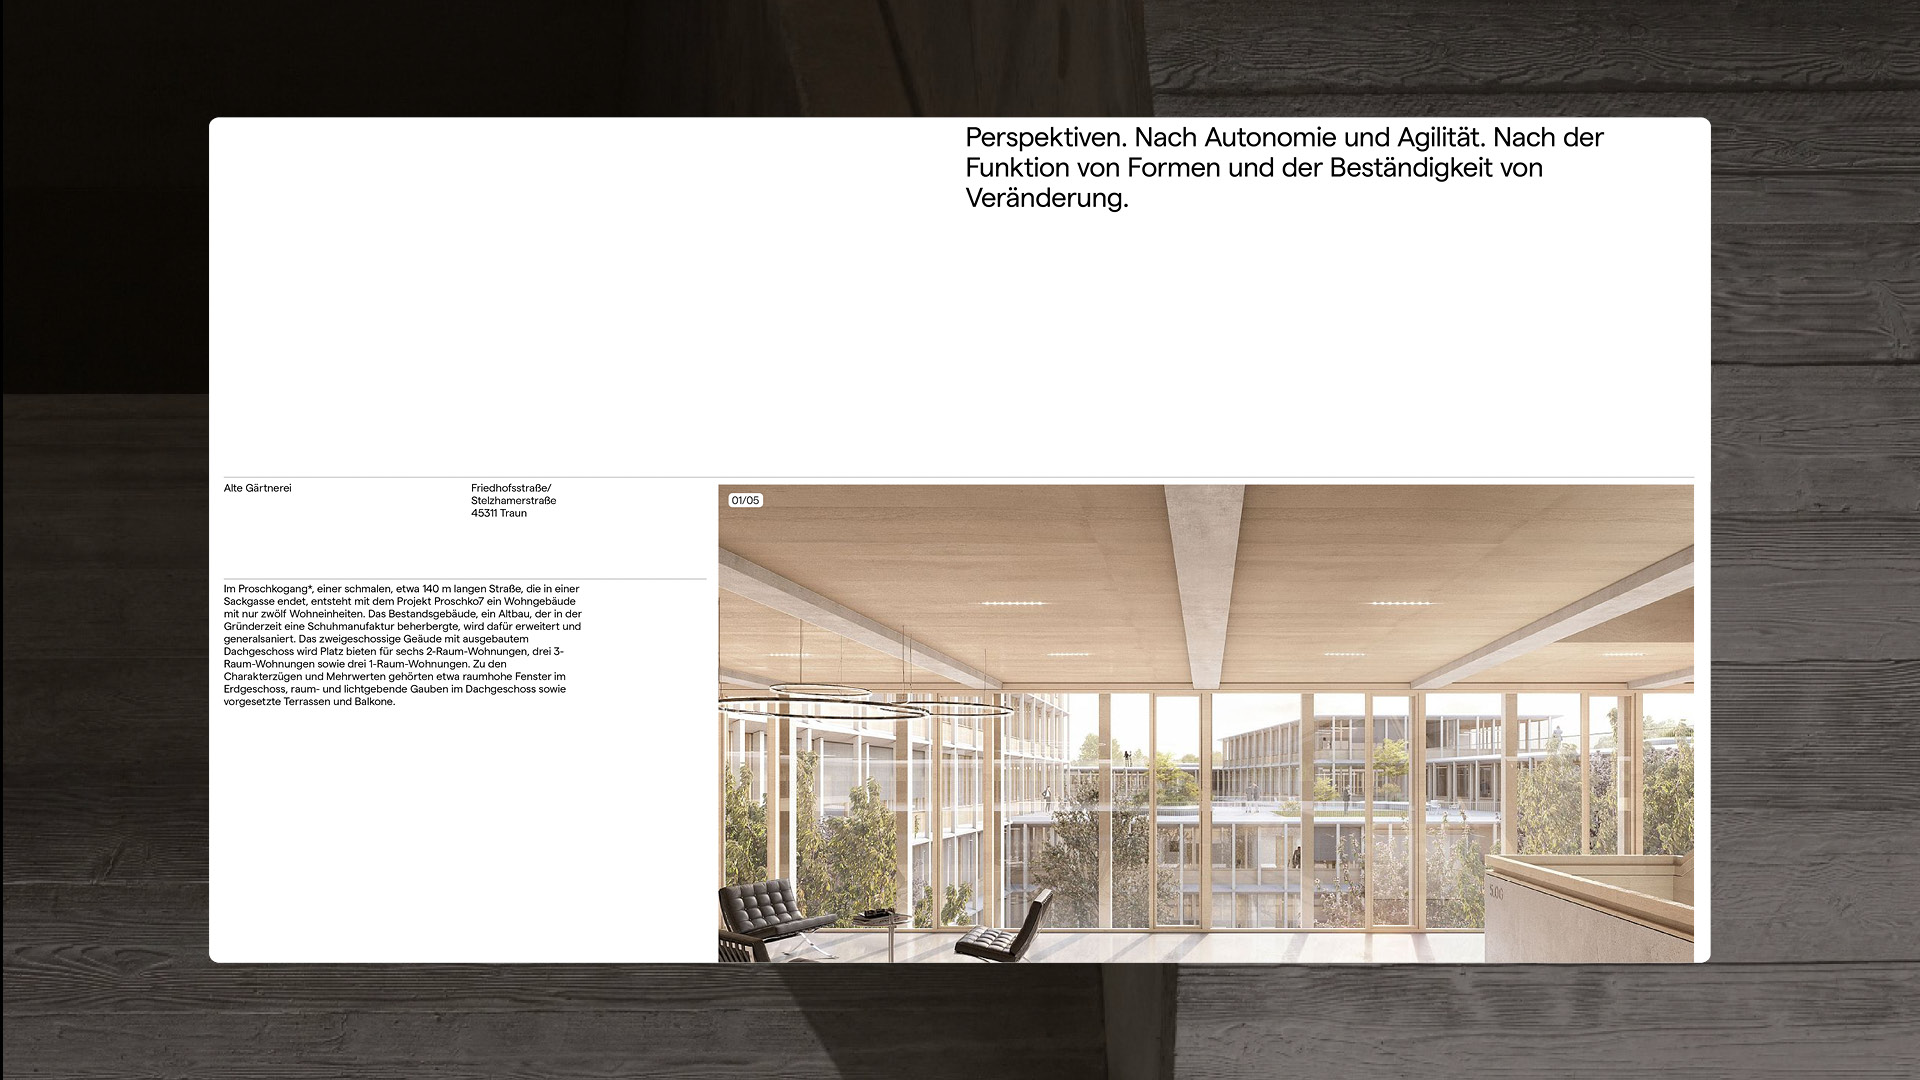 Perspektiven. Nach Autonomie und Agilität. Nach der
Funktion von Formen und der Beständigkeit von
Veränderung.
Alte Gärtnerei
Friedhofsstraße/
Stelzhamerstraße
45311 Traun
Im Proschkogang*, einer schmalen, etwa 140 m langen Straße, die in einer
Sackgasse endet, entsteht mit dem Projekt Proschko7 ein Wohngebäude
mit nur zwölf Wohneinheiten. Das Bestandsgebäude, ein Altbau, der in der
Gründerzeit eine Schuhmanufaktur beherbergte, wird dafür erweitert und
generalsaniert. Das zweigeschossige Geäude mit ausgebautem
Dachgeschoss wird Platz bieten für sechs 2-Raum-Wohnungen, drei 3-
Raum-Wohnungen sowie drei 1-Raum-Wohnungen. Zu den
Charakterzügen und Mehrwerten gehörten etwa raumhohe Fenster im
Erdgeschoss, raum- und lichtgebende Gauben im Dachgeschoss sowie
vorgesetzte Terrassen und Balkone.
01/05
5.00